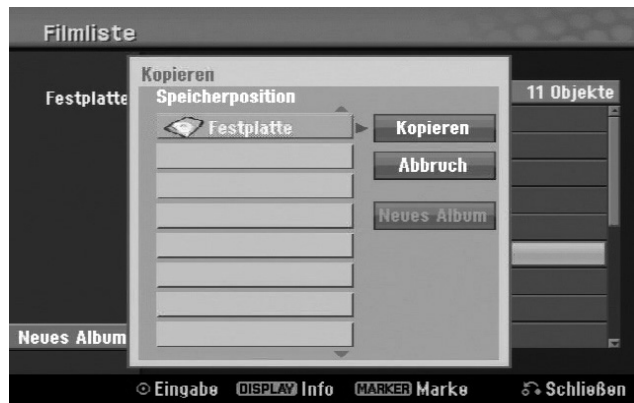 Filmliste
Festplatte
11 Objekte
Kopieren
Speicherposition
Festplatte
Kopieren
Abbruch
Neues Album
Neues Album
Eingabe DISPLAY Info MARKER Marke Schließen